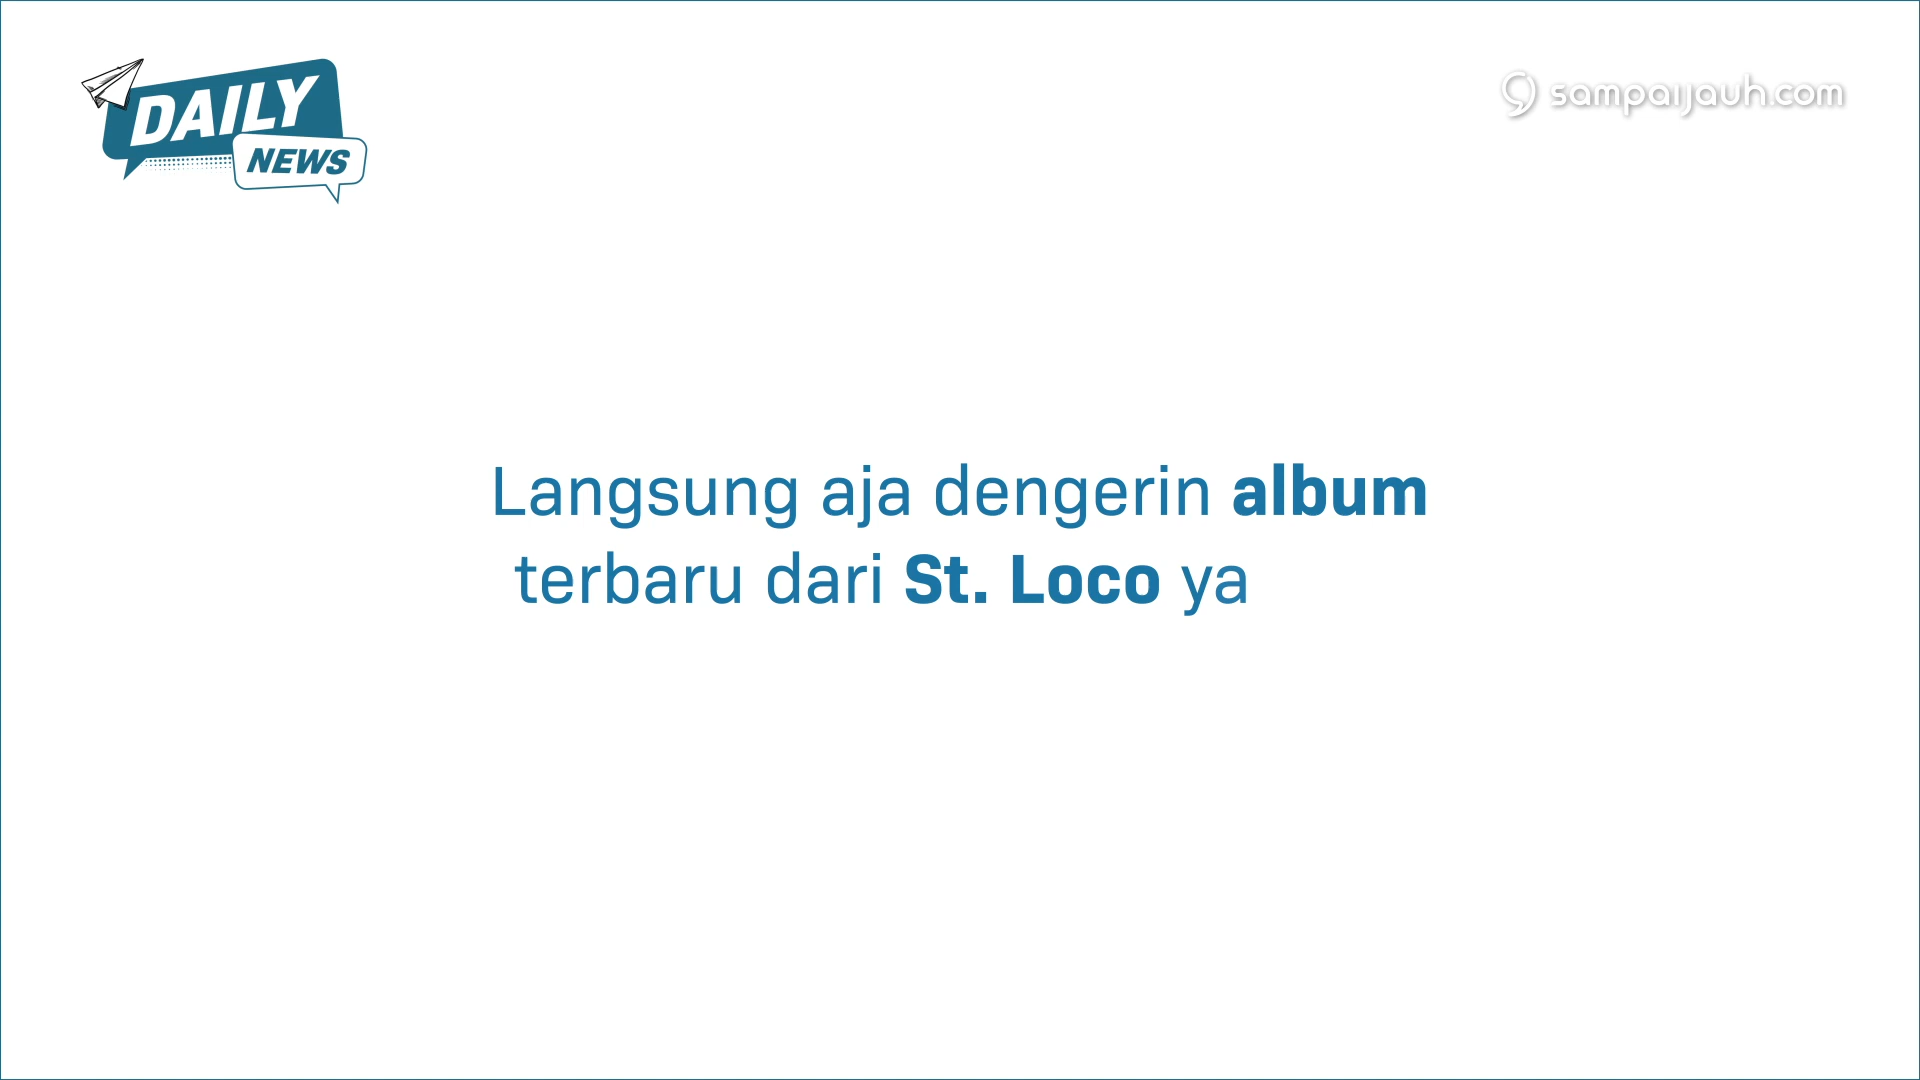 DAILY
NEWS
sampaijauh.com
Langsung aja dengerin album
terbaru dari St. Loco ya